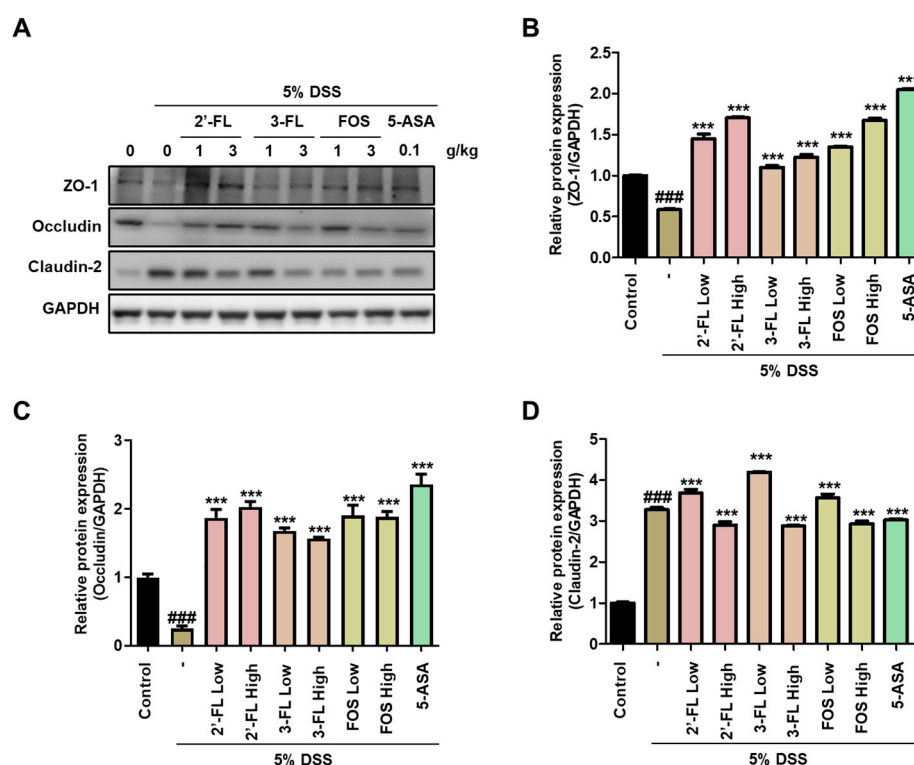 A
5% DSS
2'-FL 3-FL FOS 5-ASA
0 0 1 3 1 3 1 3 0.1 g/kg
ZO-1
Occludin
Claudin-2
GAPDH
B
Relative protein expression
(ZO-1/GAPDH)
2.5
2.0
1.5
1.0
0.5
0.0
###
***
***
***
***
***
***
***
Control
-
2'-FL Low
2'-FL High
3-FL Low
3-FL High
FOS Low
FOS High
5-ASA
5% DSS
C
Relative protein expression
(Occludin/GAPDH)
3
2
1
0
###
***
***
***
***
***
***
***
Control
-
2'-FL Low
2'-FL High
3-FL Low
3-FL High
FOS Low
FOS High
5-ASA
5% DSS
D
Relative protein expression
(Claudin-2/GAPDH)
5
4
3
2
1
0
###
***
***
***
***
***
***
***
Control
-
2'-FL Low
2'-FL High
3-FL Low
3-FL High
FOS Low
FOS High
5-ASA
5% DSS